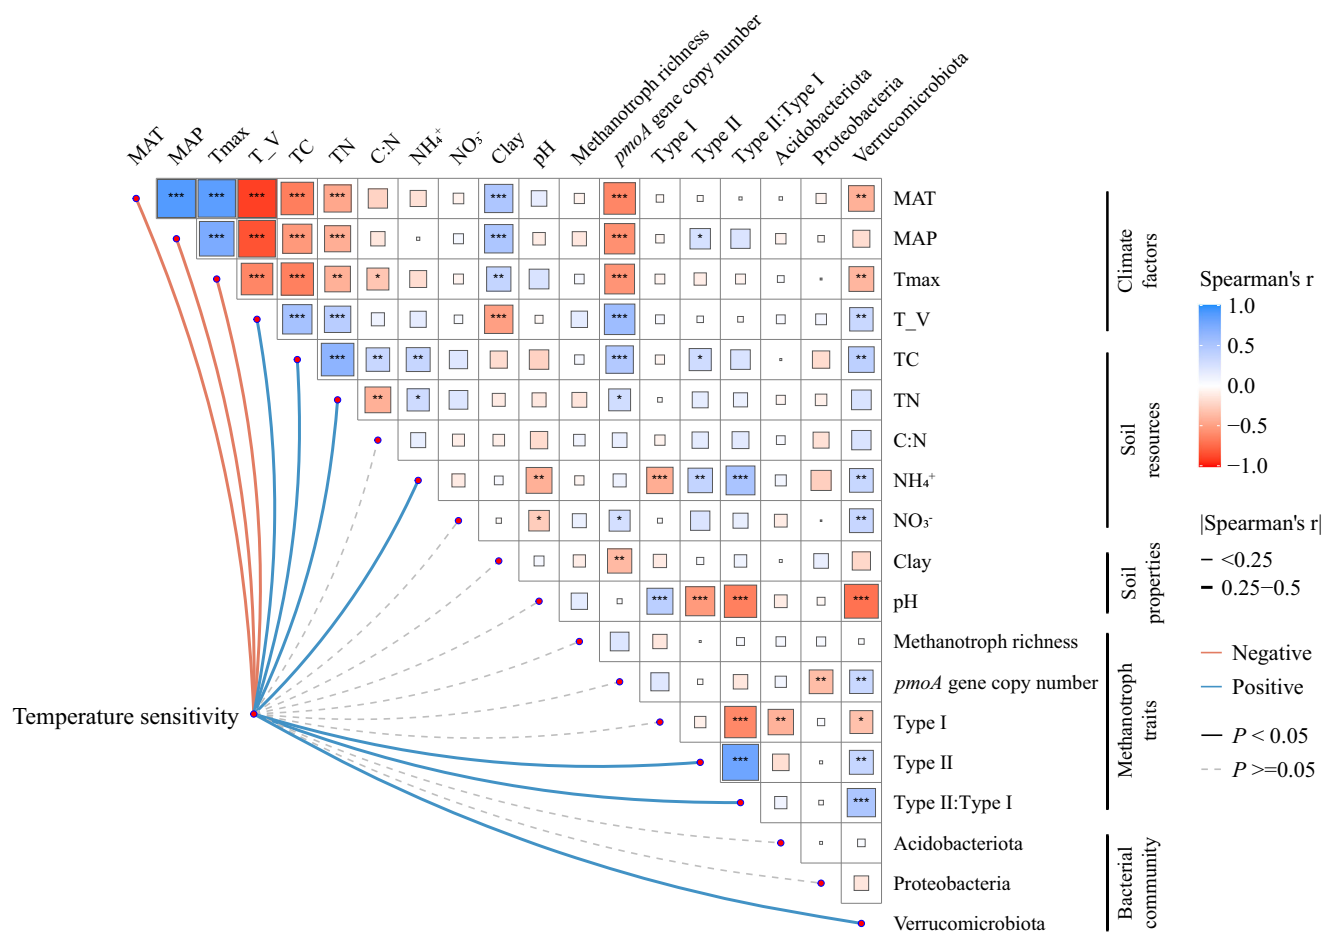 MAT
MAP
Tmax
T_V
TC
TN
C:N
NH₄⁺
NO₃⁻
Clay
pH
Methanotroph richness
pmoA gene copy number
Type I
Type II
Type II:Type I
Acidobacteriota
Proteobacteria
Verrucomicrobiota
*** *** *** *** *** *** *** ** MAT
*** *** *** *** *** *** * MAP
*** *** ** * ** *** ** Tmax
*** *** *** *** ** T_V
*** ** ** *** * ** TC
** * * TN
C:N
** *** ** *** ** NH₄⁺
* * ** NO₃⁻
** Clay
*** *** *** *** pH
Methanotroph richness
** ** pmoA gene copy number
*** ** * Type I
*** ** Type II
*** Type II:Type I
Acidobacteriota
Proteobacteria
Verrucomicrobiota
Temperature sensitivity
Climate
factors
Soil
resources
Soil
properties
Methanotroph
traits
Bacterial
community
Spearman's r
1.0
0.5
0.0
−0.5
−1.0
|Spearman's r|
<0.25
0.25−0.5
Negative
Positive
P < 0.05
P >=0.05